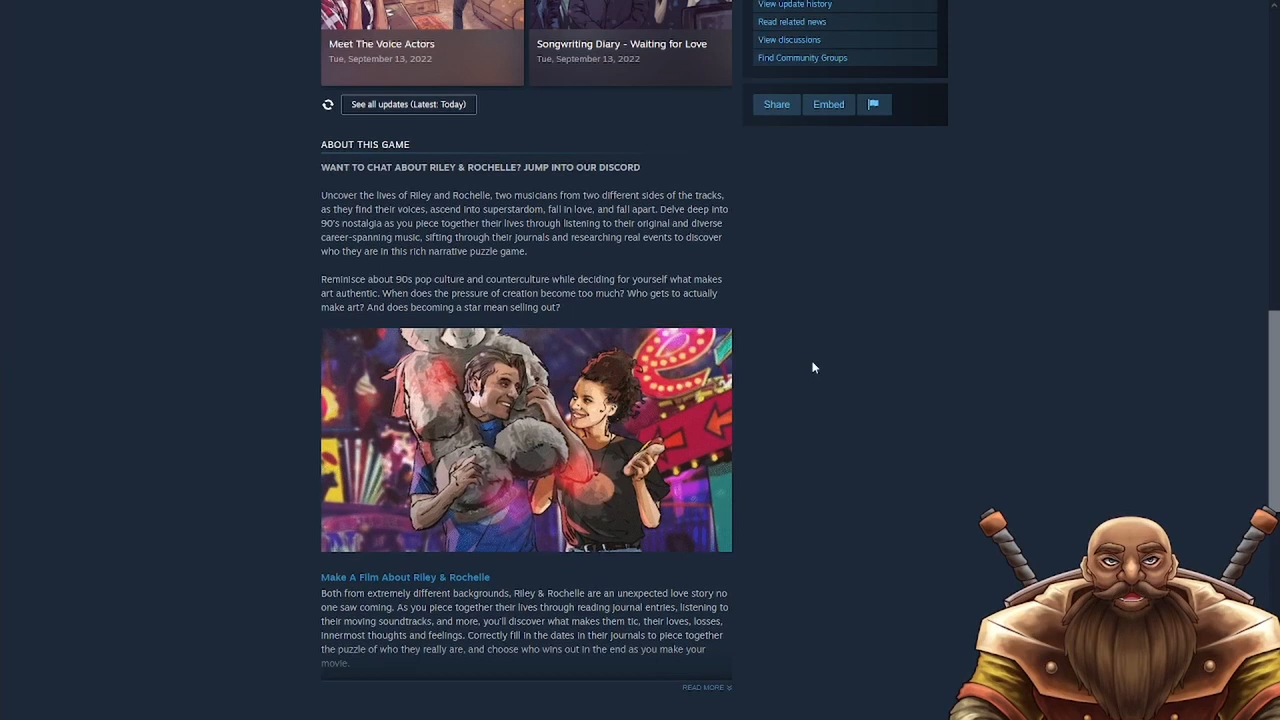 View update history
Read related news
View discussions
Find Community Groups
Meet The Voice Actors
Tue, September 13, 2022
Songwriting Diary - Waiting for Love
Tue, September 13, 2022
See all updates (Latest: Today)
Share
Embed
ABOUT THIS GAME
WANT TO CHAT ABOUT RILEY & ROCHELLE? JUMP INTO OUR DISCORD
Uncover the lives of Riley and Rochelle, two musicians from two different sides of the tracks,
as they find their voices, ascend into superstardom, fall in love, and fall apart. Delve deep into
90's nostalgia as you piece together their lives through listening to their original and diverse
career-spanning music, sifting through their journals and researching real events to discover
who they are in this rich narrative puzzle game.
Reminisce about 90s pop culture and counterculture while deciding for yourself what makes
art authentic. When does the pressure of creation become too much? Who gets to actually
make art? And does becoming a star mean selling out?
Make A Film About Riley & Rochelle
Both from extremely different backgrounds, Riley & Rochelle are an unexpected love story no
one saw coming. As you piece together their lives through reading journal entries, listening to
their moving soundtracks, and more, you'll discover what makes them tic, their loves, losses,
innermost thoughts and feelings. Correctly fill in the dates in their journals to piece together
the puzzle of who they really are, and choose who wins out in the end as you make your
movie.
READ MORE